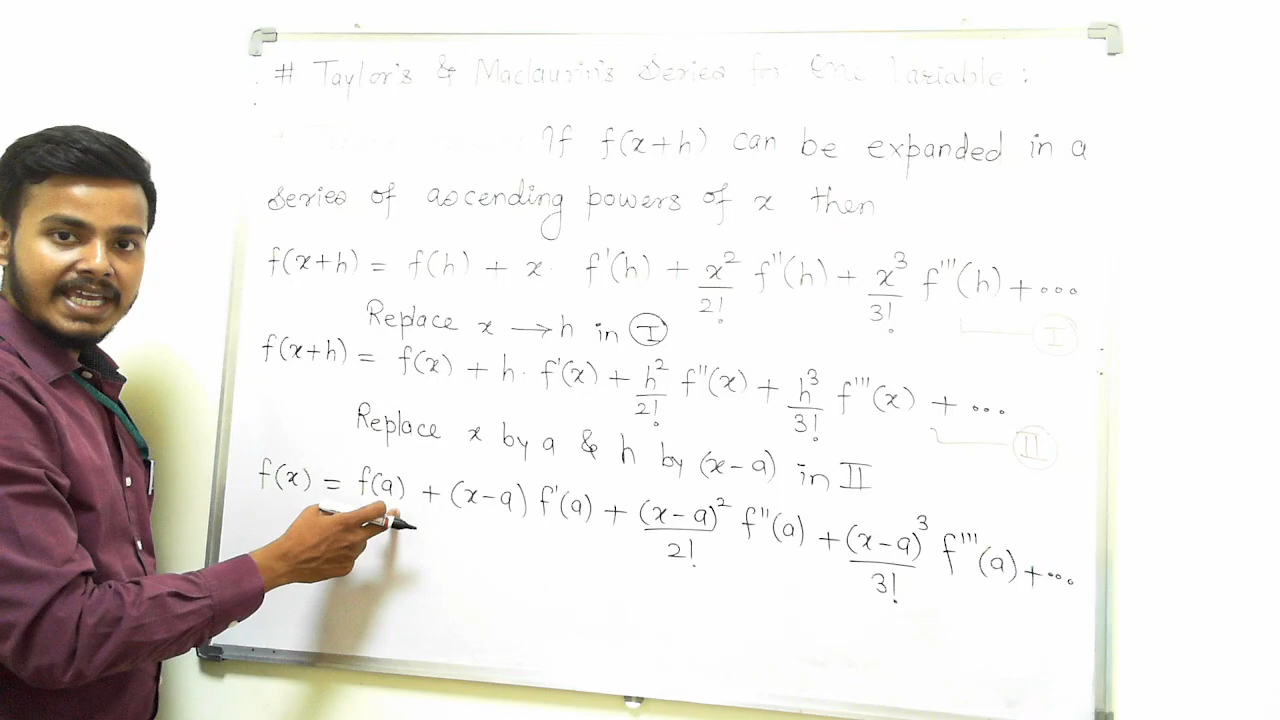 # Taylor's & Maclaurin's Series for One Variable :
If f(x+h) can be expanded in a
series of ascending powers of x then
f(x+h) = f(h) + x. f'(h) + x²/2! f''(h) + x³/3! f'''(h) + ...
I
Replace x → h in I
f(x+h) = f(x) + h. f'(x) + h²/2! f''(x) + h³/3! f'''(x) + ...
II
Replace x by a & h by (x-a) in II
f(x) = f(a) + (x-a) f'(a) + (x-a)²/2! f''(a) + (x-a)³/3! f'''(a) + ...